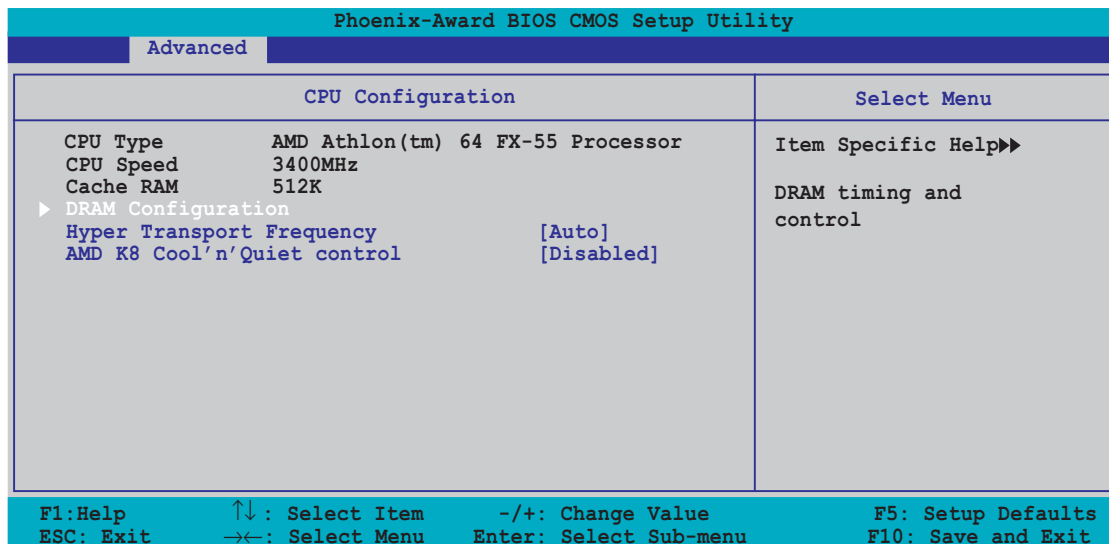 Phoenix-Award BIOS CMOS Setup Utility
Advanced
CPU Configuration
Select Menu
CPU Type AMD Athlon(tm) 64 FX-55 Processor
CPU Speed 3400MHz
Cache RAM 512K
DRAM Configuration
Hyper Transport Frequency [Auto]
AMD K8 Cool'n'Quiet control [Disabled]
Item Specific Help▶▶
DRAM timing and
control
F1:Help ↑↓: Select Item -/+: Change Value F5: Setup Defaults
ESC: Exit →←: Select Menu Enter: Select Sub-menu F10: Save and Exit